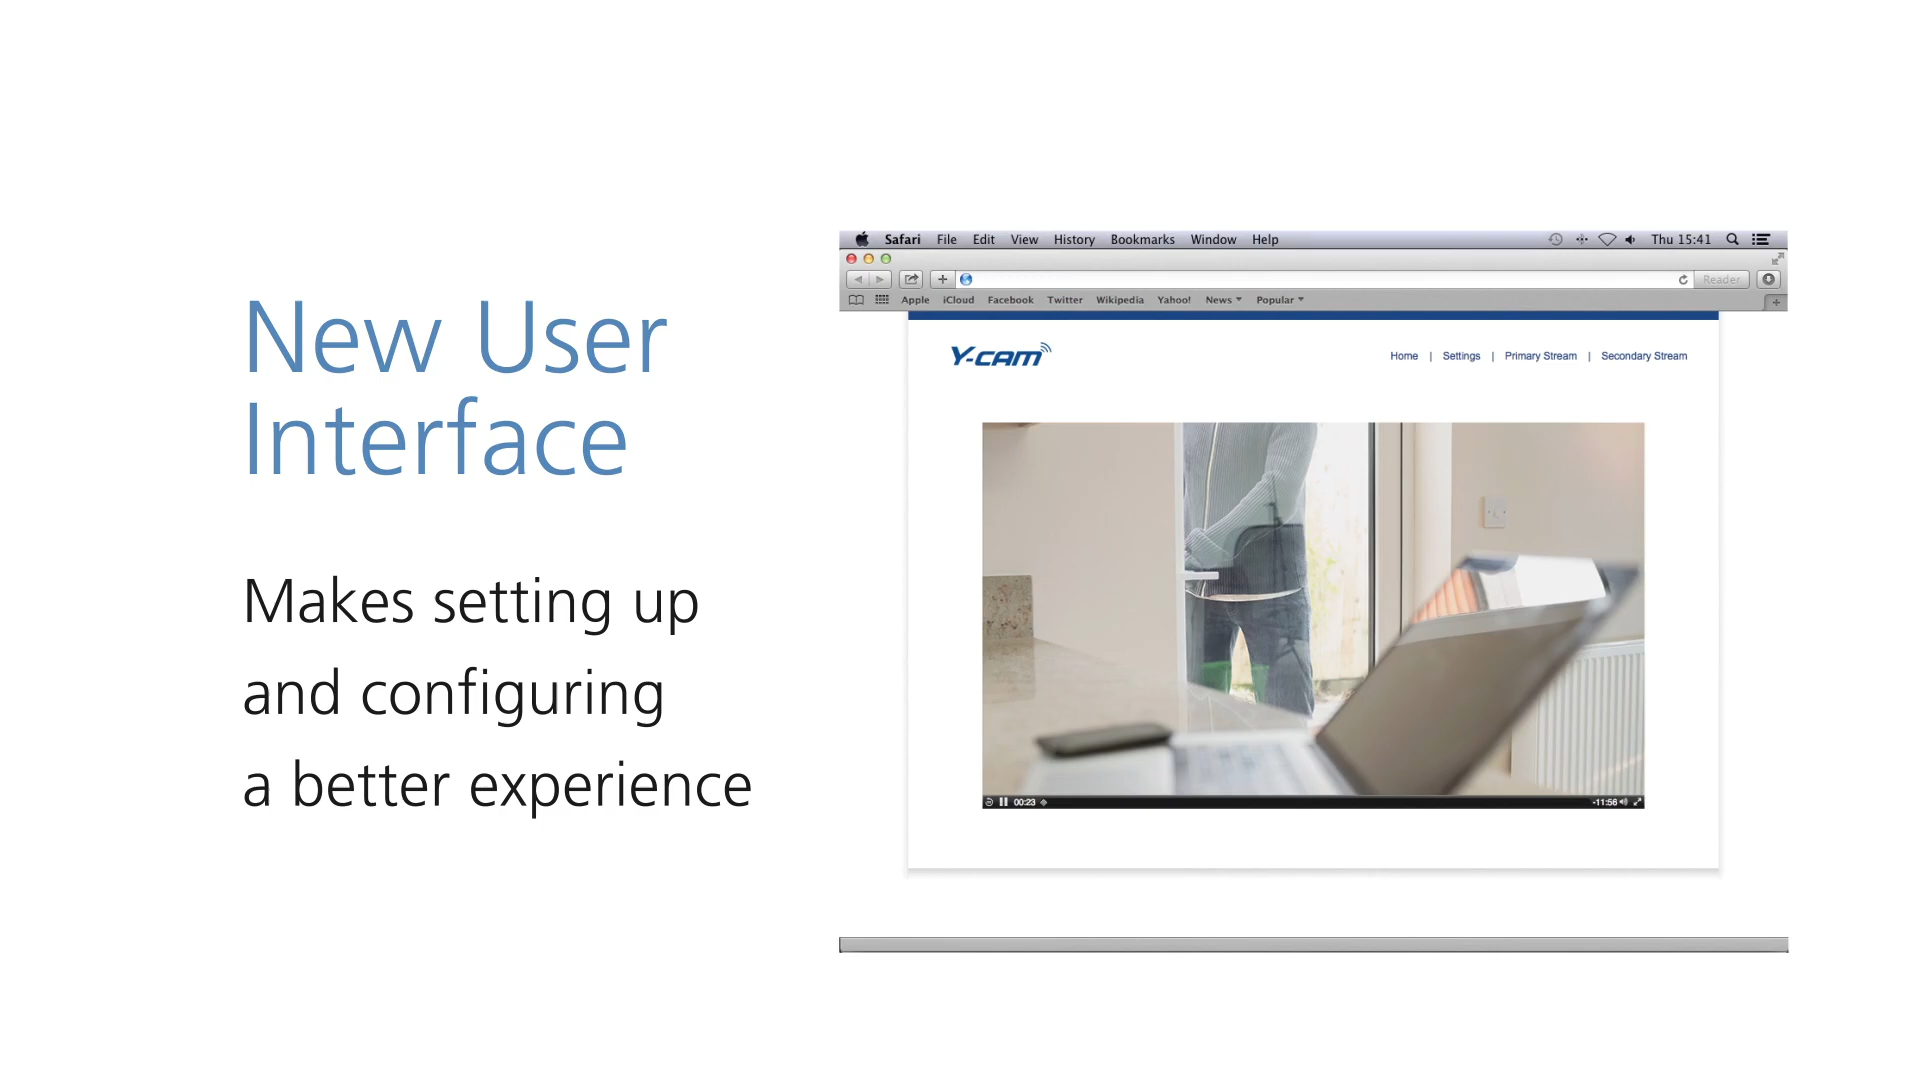 New User
Interface
Makes setting up
and configuring
a better experience
Safari File Edit View History Bookmarks Window Help Thu 15:41
Reader
Apple iCloud Facebook Twitter Wikipedia Yahoo! News Popular
Y-cam
Home | Settings | Primary Stream | Secondary Stream
00:23 -11:56